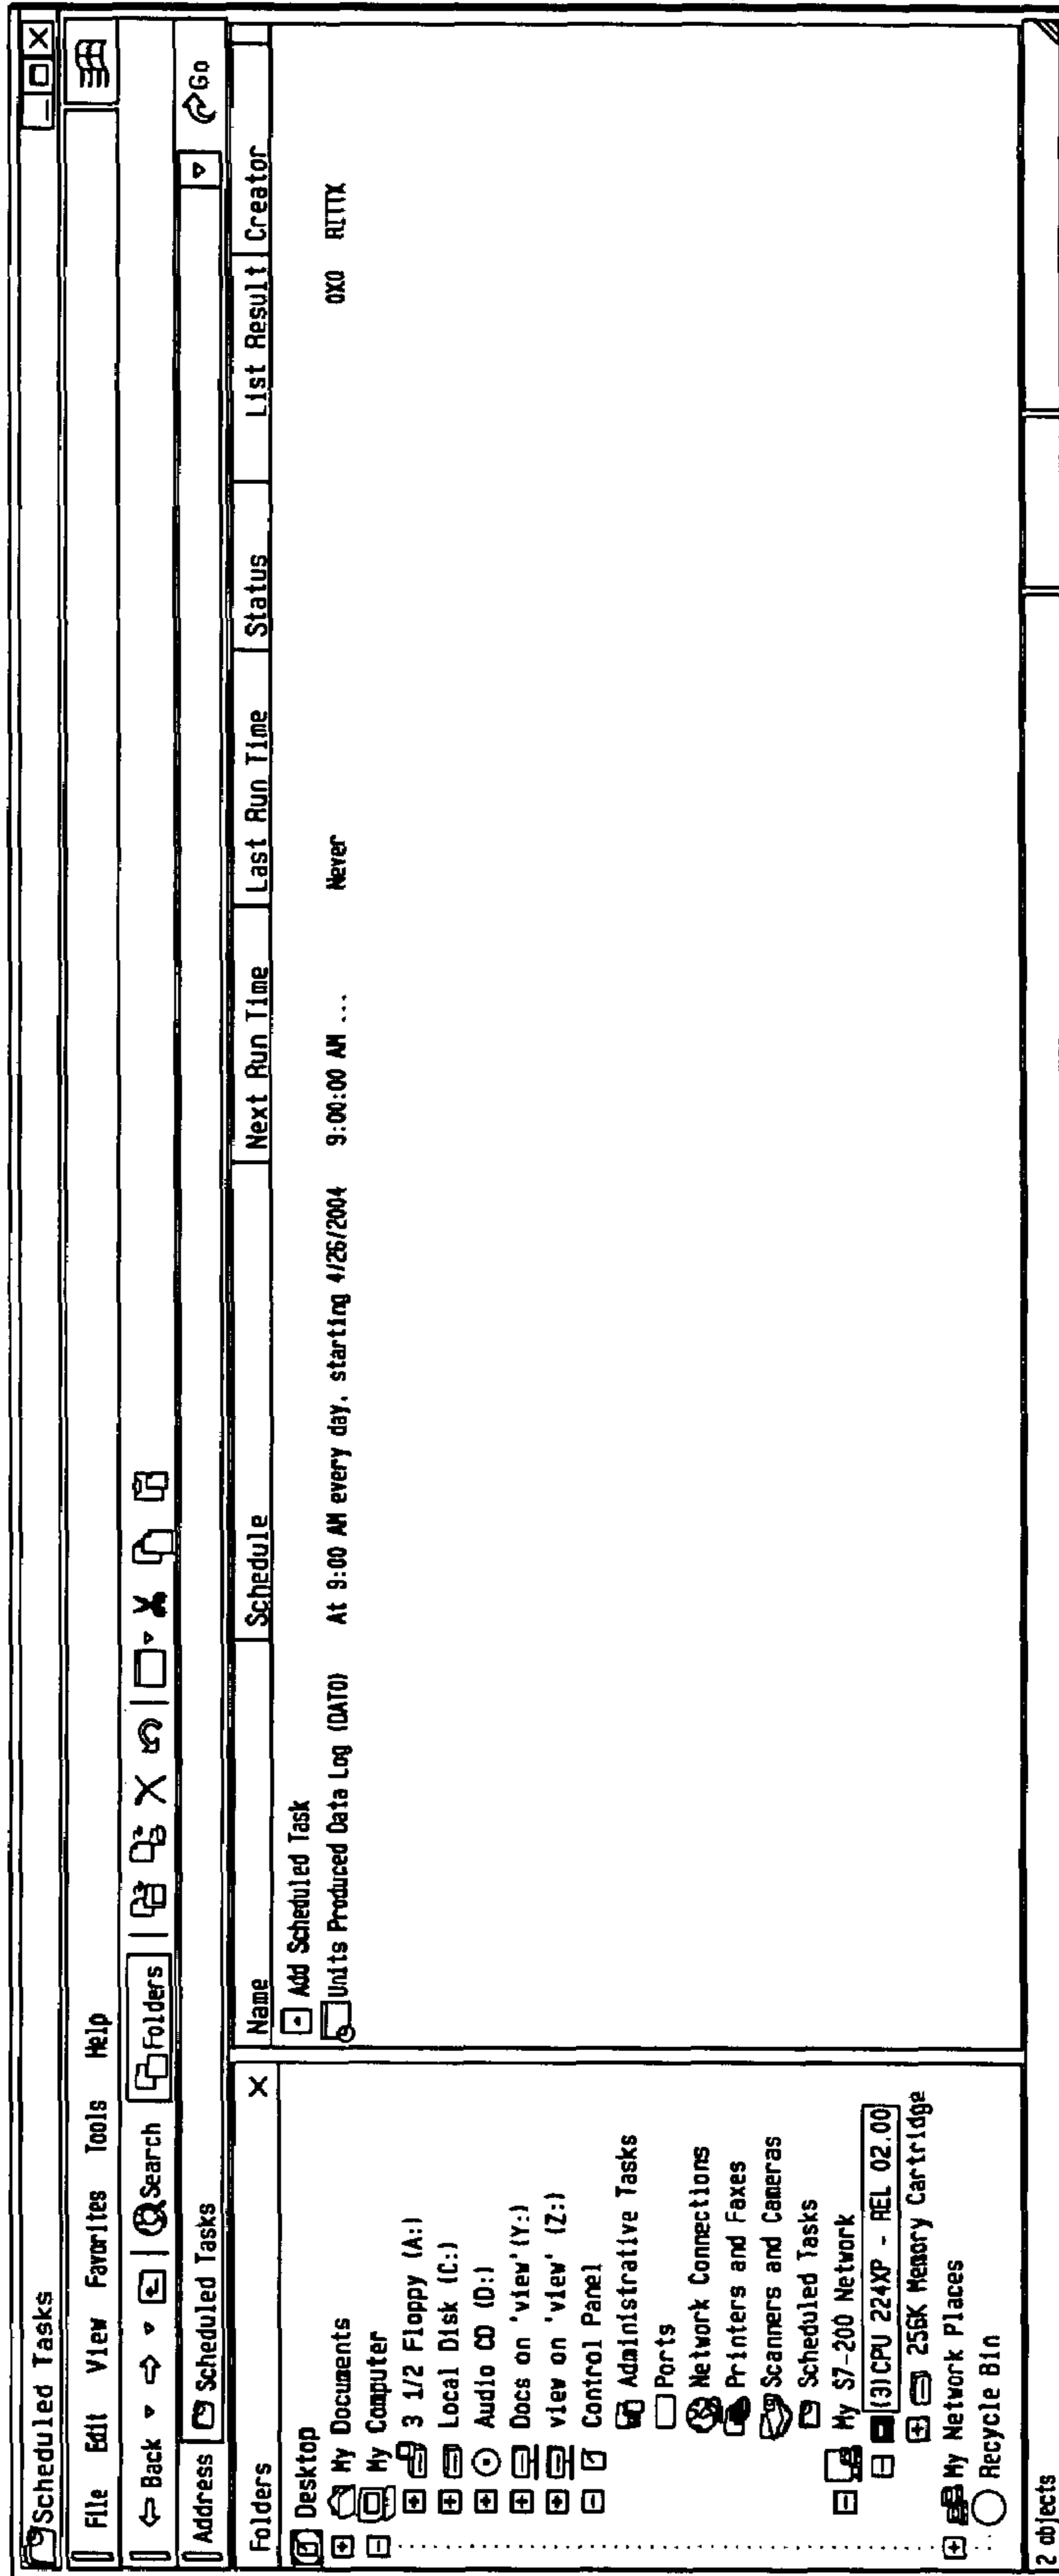 Scheduled Tasks
File Edit View Favorites Tools Help
Back Search Folders
Address Scheduled Tasks Go
Folders
Desktop
My Documents
My Computer
3 1/2 Floppy (A:)
Local Disk (C:)
Audio CD (D:)
Docs on 'view'(Y:)
view on 'view' (Z:)
Control Panel
Administrative Tasks
Ports
Network Connections
Printers and Faxes
Scanners and Cameras
Scheduled Tasks
My S7-200 Network
(3)CPU 224XP - REL 02.00
256K Memory Cartridge
My Network Places
Recycle Bin
Name Schedule Next Run Time Last Run Time Status List Result Creator
Add Scheduled Task
Units Produced Data Log (DAT0) At 9:00 AM every day, starting 4/26/2004 9:00:00 AM ... Never 0X0 RITTX
2 objects